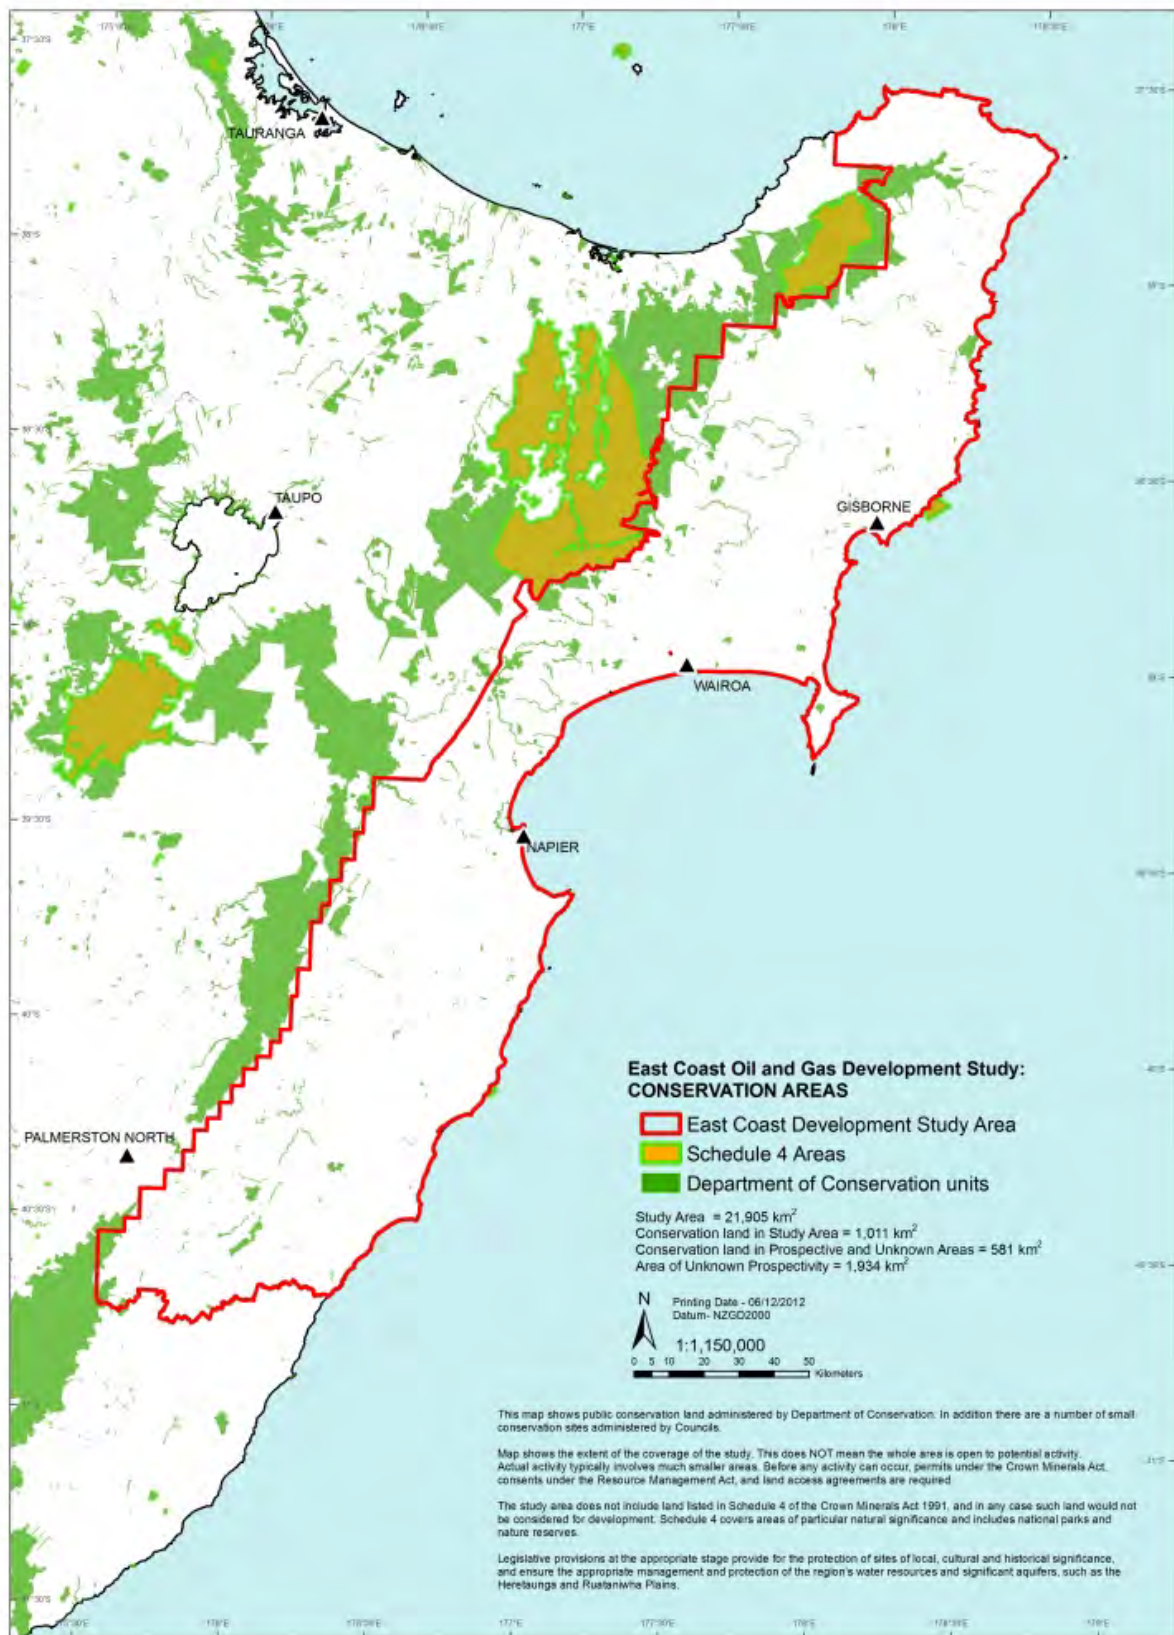 TAURANGA
TAUPO
GISBORNE
WAIROA
NAPIER
PALMERSTON NORTH
East Coast Oil and Gas Development Study:
CONSERVATION AREAS
East Coast Development Study Area
Schedule 4 Areas
Department of Conservation units
Study Area = 21,905 km²
Conservation land in Study Area = 1,011 km²
Conservation land in Prospective and Unknown Areas = 581 km²
Area of Unknown Prospectivity = 1,934 km²
N
Printing Date - 06/12/2012
Datum- NZGD2000
1:1,150,000
0 5 10 20 30 40 50
Kilometers
This map shows public conservation land administered by Department of Conservation. In addition there are a number of small
conservation sites administered by Councils.
Map shows the extent of the coverage of the study. This does NOT mean the whole area is open to potential activity.
Actual activity typically involves much smaller areas. Before any activity can occur, permits under the Crown Minerals Act,
consents under the Resource Management Act, and land access agreements are required
The study area does not include land listed in Schedule 4 of the Crown Minerals Act 1991, and in any case such land would not
be considered for development. Schedule 4 covers areas of particular natural significance and includes national parks and
nature reserves.
Legislative provisions at the appropriate stage provide for the protection of sites of local, cultural and historical significance,
and ensure the appropriate management and protection of the region's water resources and significant aquifers, such as the
Heretaunga and Ruataniwha Plains.